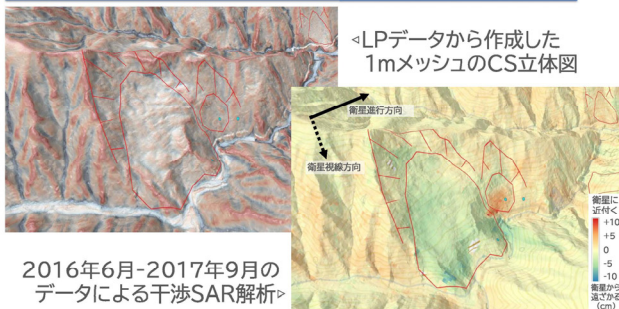 ◃LPデータから作成した
1mメッシュのCS立体図
衛星進行方向
衛星視線方向
衛星に
近付く
+10
+5
0
-5
-10
衛星から
遠ざかる
(cm)
2016年6月-2017年9月の
データによる干渉SAR解析▹